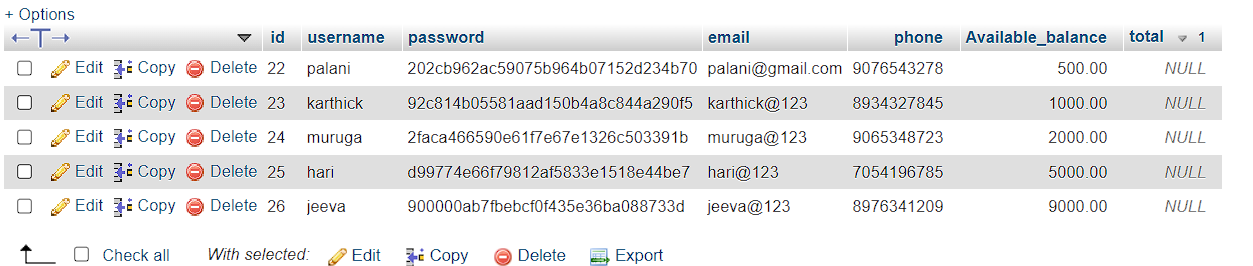 + Options
id username password email phone Available_balance total 1
Edit Copy Delete 22 palani 202cb962ac59075b964b07152d234b70 palani@gmail.com 9076543278 500.00 NULL
Edit Copy Delete 23 karthick 92c814b05581aad150b4a8c844a290f5 karthick@123 8934327845 1000.00 NULL
Edit Copy Delete 24 muruga 2faca466590e61f7e67e1326c503391b muruga@123 9065348723 2000.00 NULL
Edit Copy Delete 25 hari d99774e66f79812af5833e1518e44be7 hari@123 7054196785 5000.00 NULL
Edit Copy Delete 26 jeeva 900000ab7fbebcf0f435e36ba088733d jeeva@123 8976341209 9000.00 NULL
Check all With selected: Edit Copy Delete Export